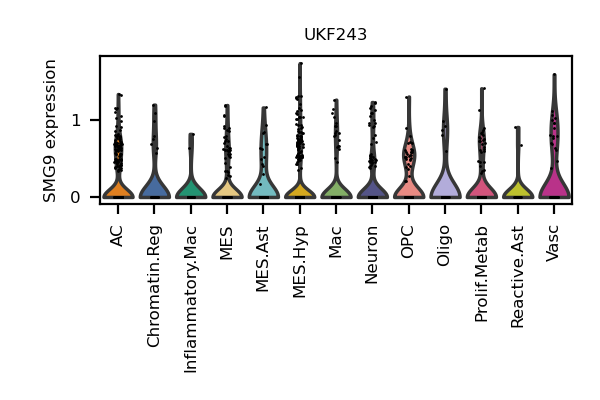 UKF243
SMG9 expression
1
0
AC
Chromatin.Reg
Inflammatory.Mac
MES
MES.Ast
MES.Hyp
Mac
Neuron
OPC
Oligo
Prolif.Metab
Reactive.Ast
Vasc